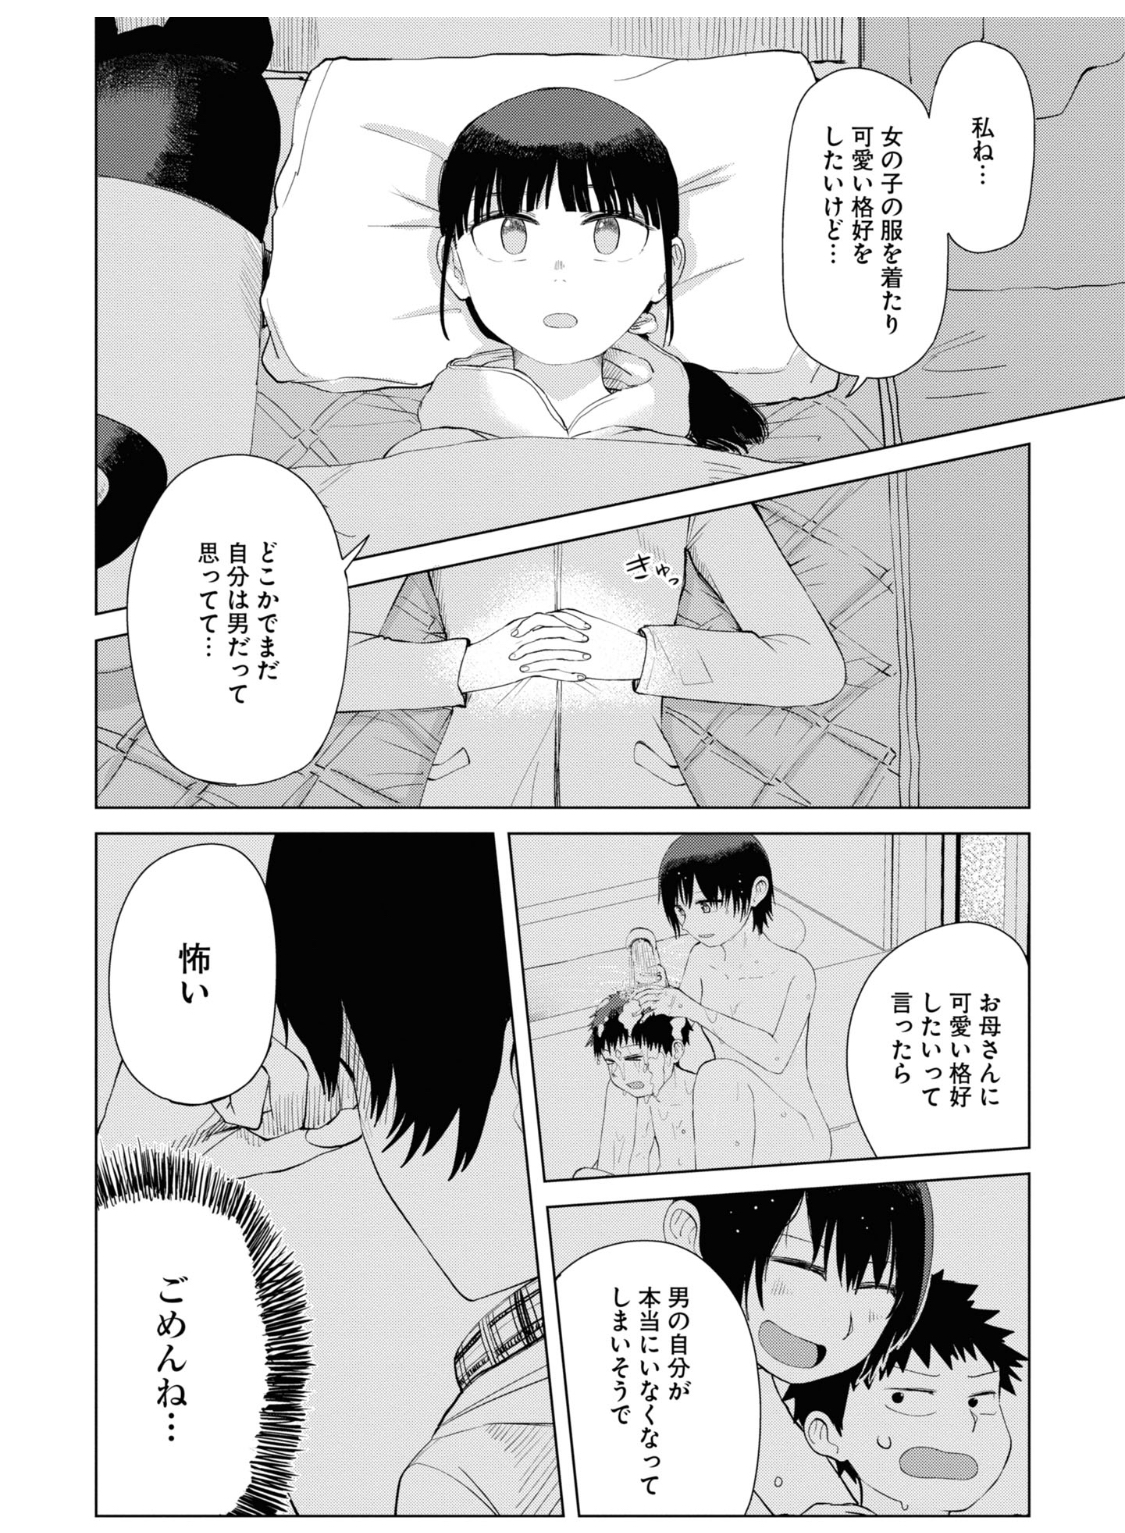 私ね…
女の子の服を着たり
可愛い格好を
したいけど…
きゅっ
どこかでまだ
自分は男だって
思ってて…
お母さんに
可愛い格好
したいって
言ったら
男の自分が
本当にいなくなって
しまいそうで
怖い
ごめんね…